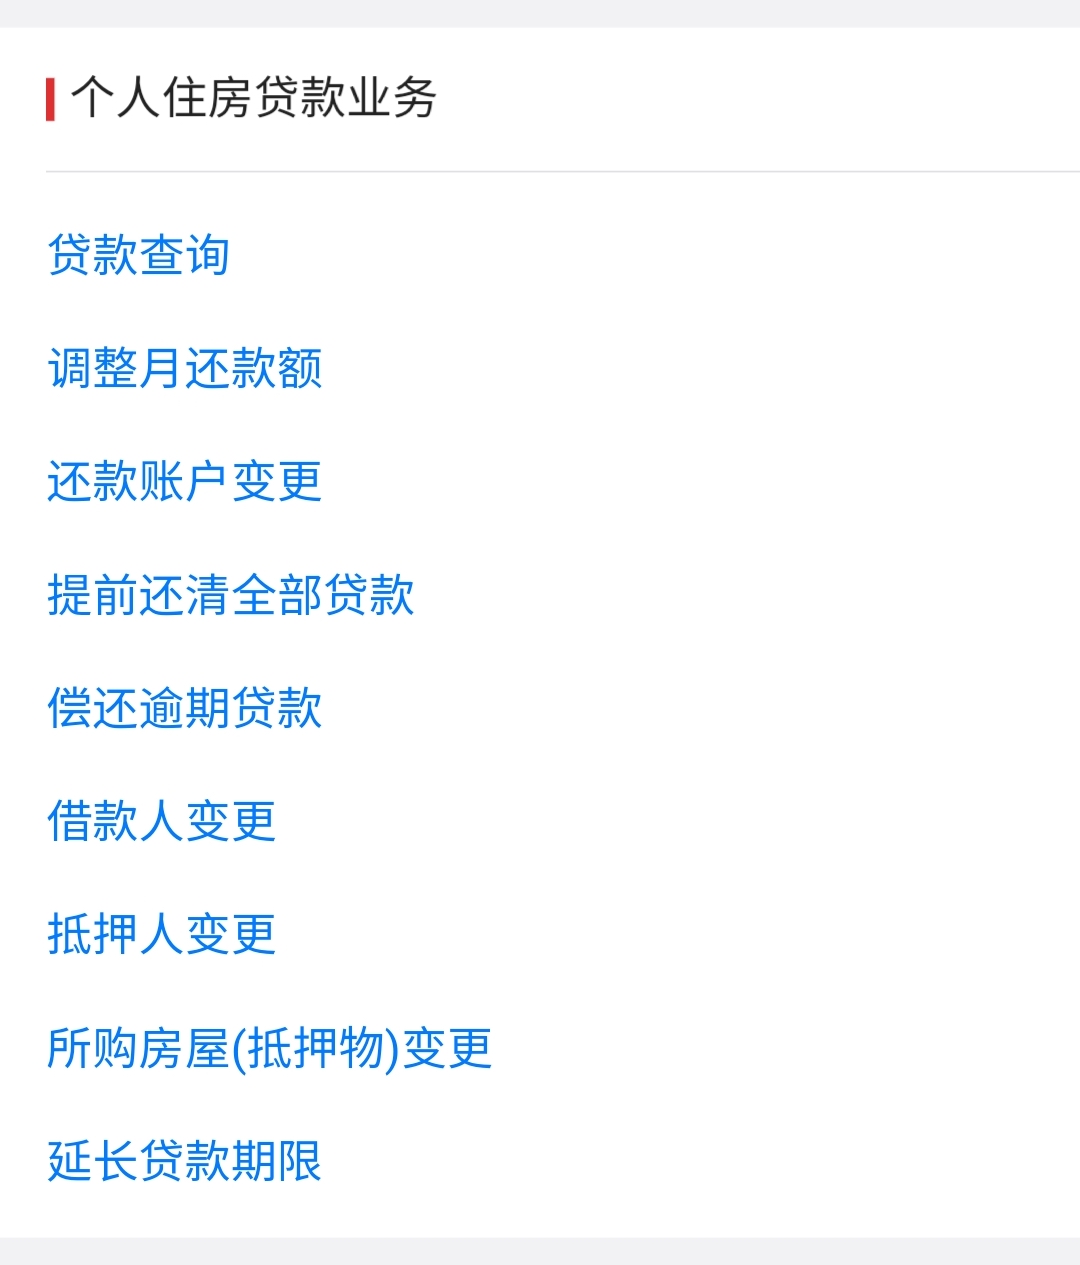 个人住房贷款业务
贷款查询
调整月还款额
还款账户变更
提前还清全部贷款
偿还逾期贷款
借款人变更
抵押人变更
所购房屋(抵押物)变更
延长贷款期限